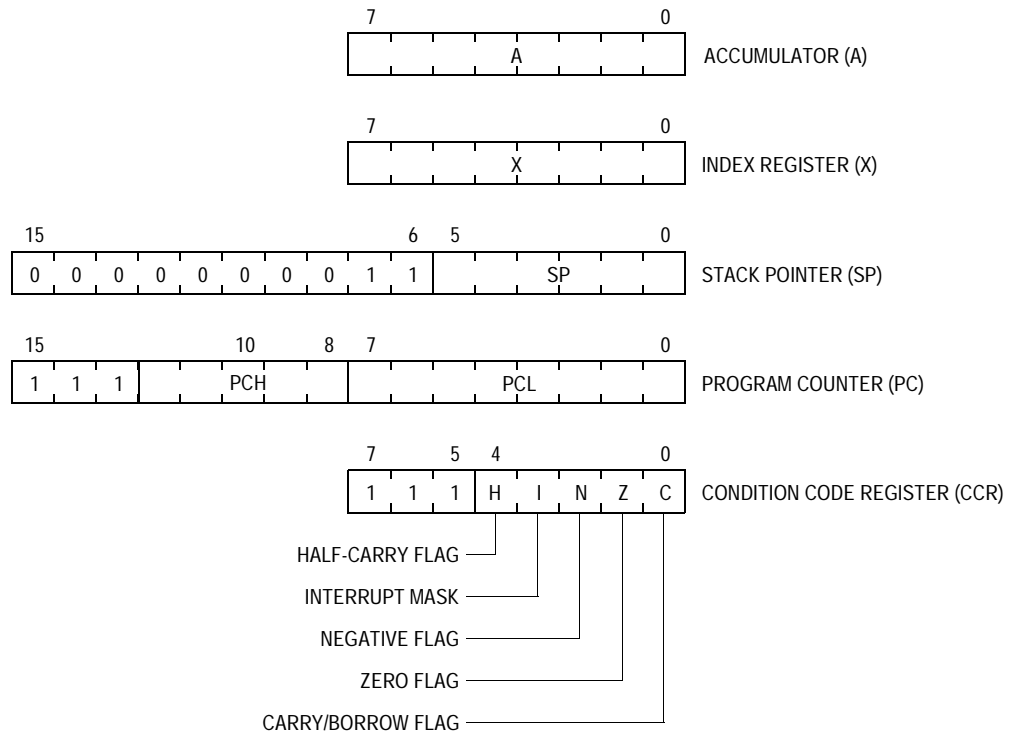 7 0
A ACCUMULATOR (A)
7 0
X INDEX REGISTER (X)
15 6 5 0
0 0 0 0 0 0 0 0 1 1 SP STACK POINTER (SP)
15 10 8 7 0
1 1 1 PCH PCL PROGRAM COUNTER (PC)
7 5 4 0
1 1 1 H I N Z C CONDITION CODE REGISTER (CCR)
HALF-CARRY FLAG
INTERRUPT MASK
NEGATIVE FLAG
ZERO FLAG
CARRY/BORROW FLAG